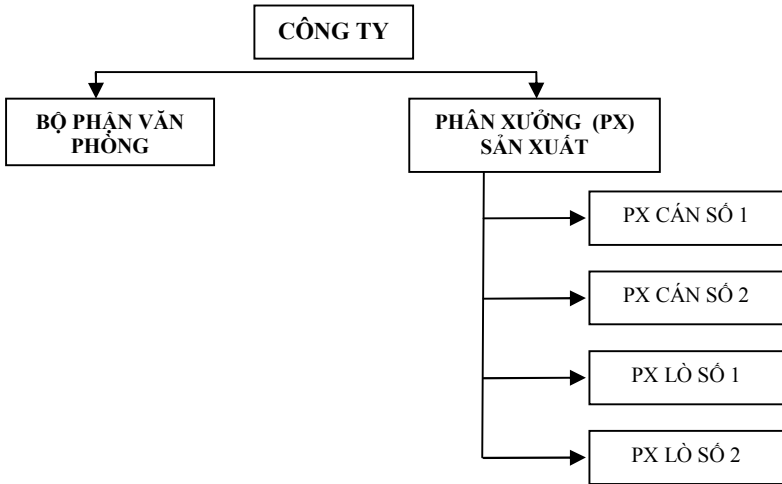 CÔNG TY
BỘ PHẬN VĂN
PHÒNG
PHÂN XƯỞNG (PX)
SẢN XUẤT
PX CÁN SỐ 1
PX CÁN SỐ 2
PX LÒ SỐ 1
PX LÒ SỐ 2